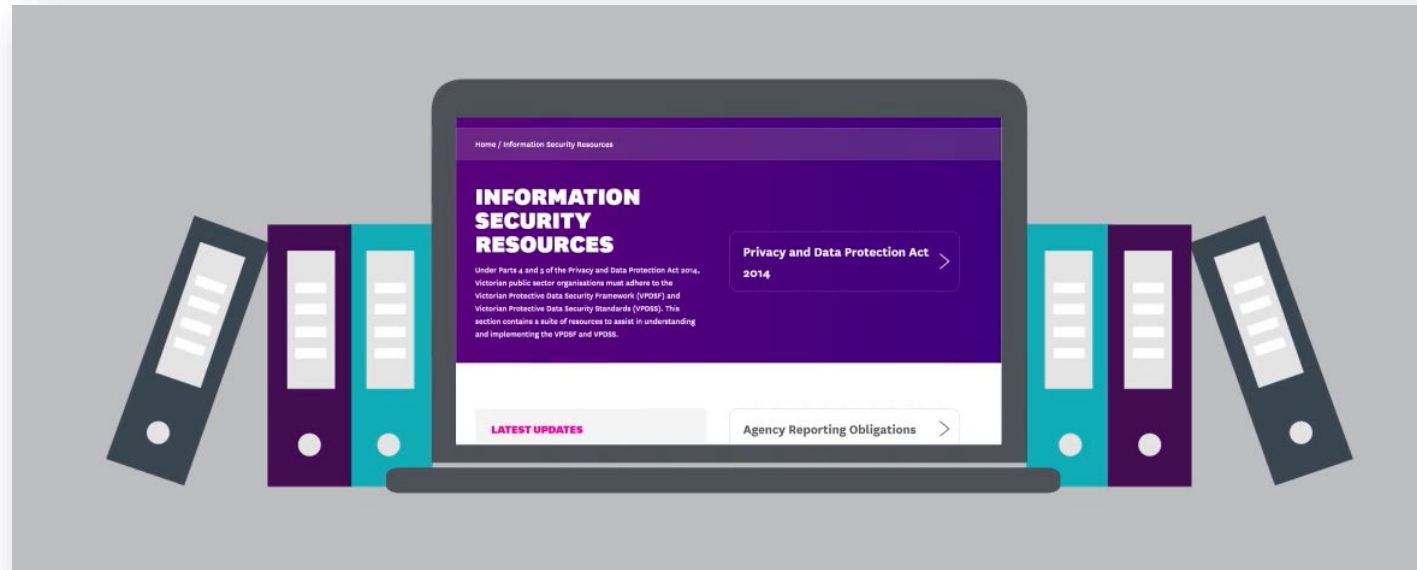 Home / Information Security Resources
INFORMATION
SECURITY
RESOURCES
Under Parts 4 and 5 of the Privacy and Data Protection Act 2014,
Victorian public sector organisations must adhere to the
Victorian Protective Data Security Framework (VPDSF) and
Victorian Protective Data Security Standards (VPDSS). This
section contains a suite of resources to assist in understanding
and implementing the VPDSF and VPDSS.
Privacy and Data Protection Act
2014
LATEST UPDATES
Agency Reporting Obligations